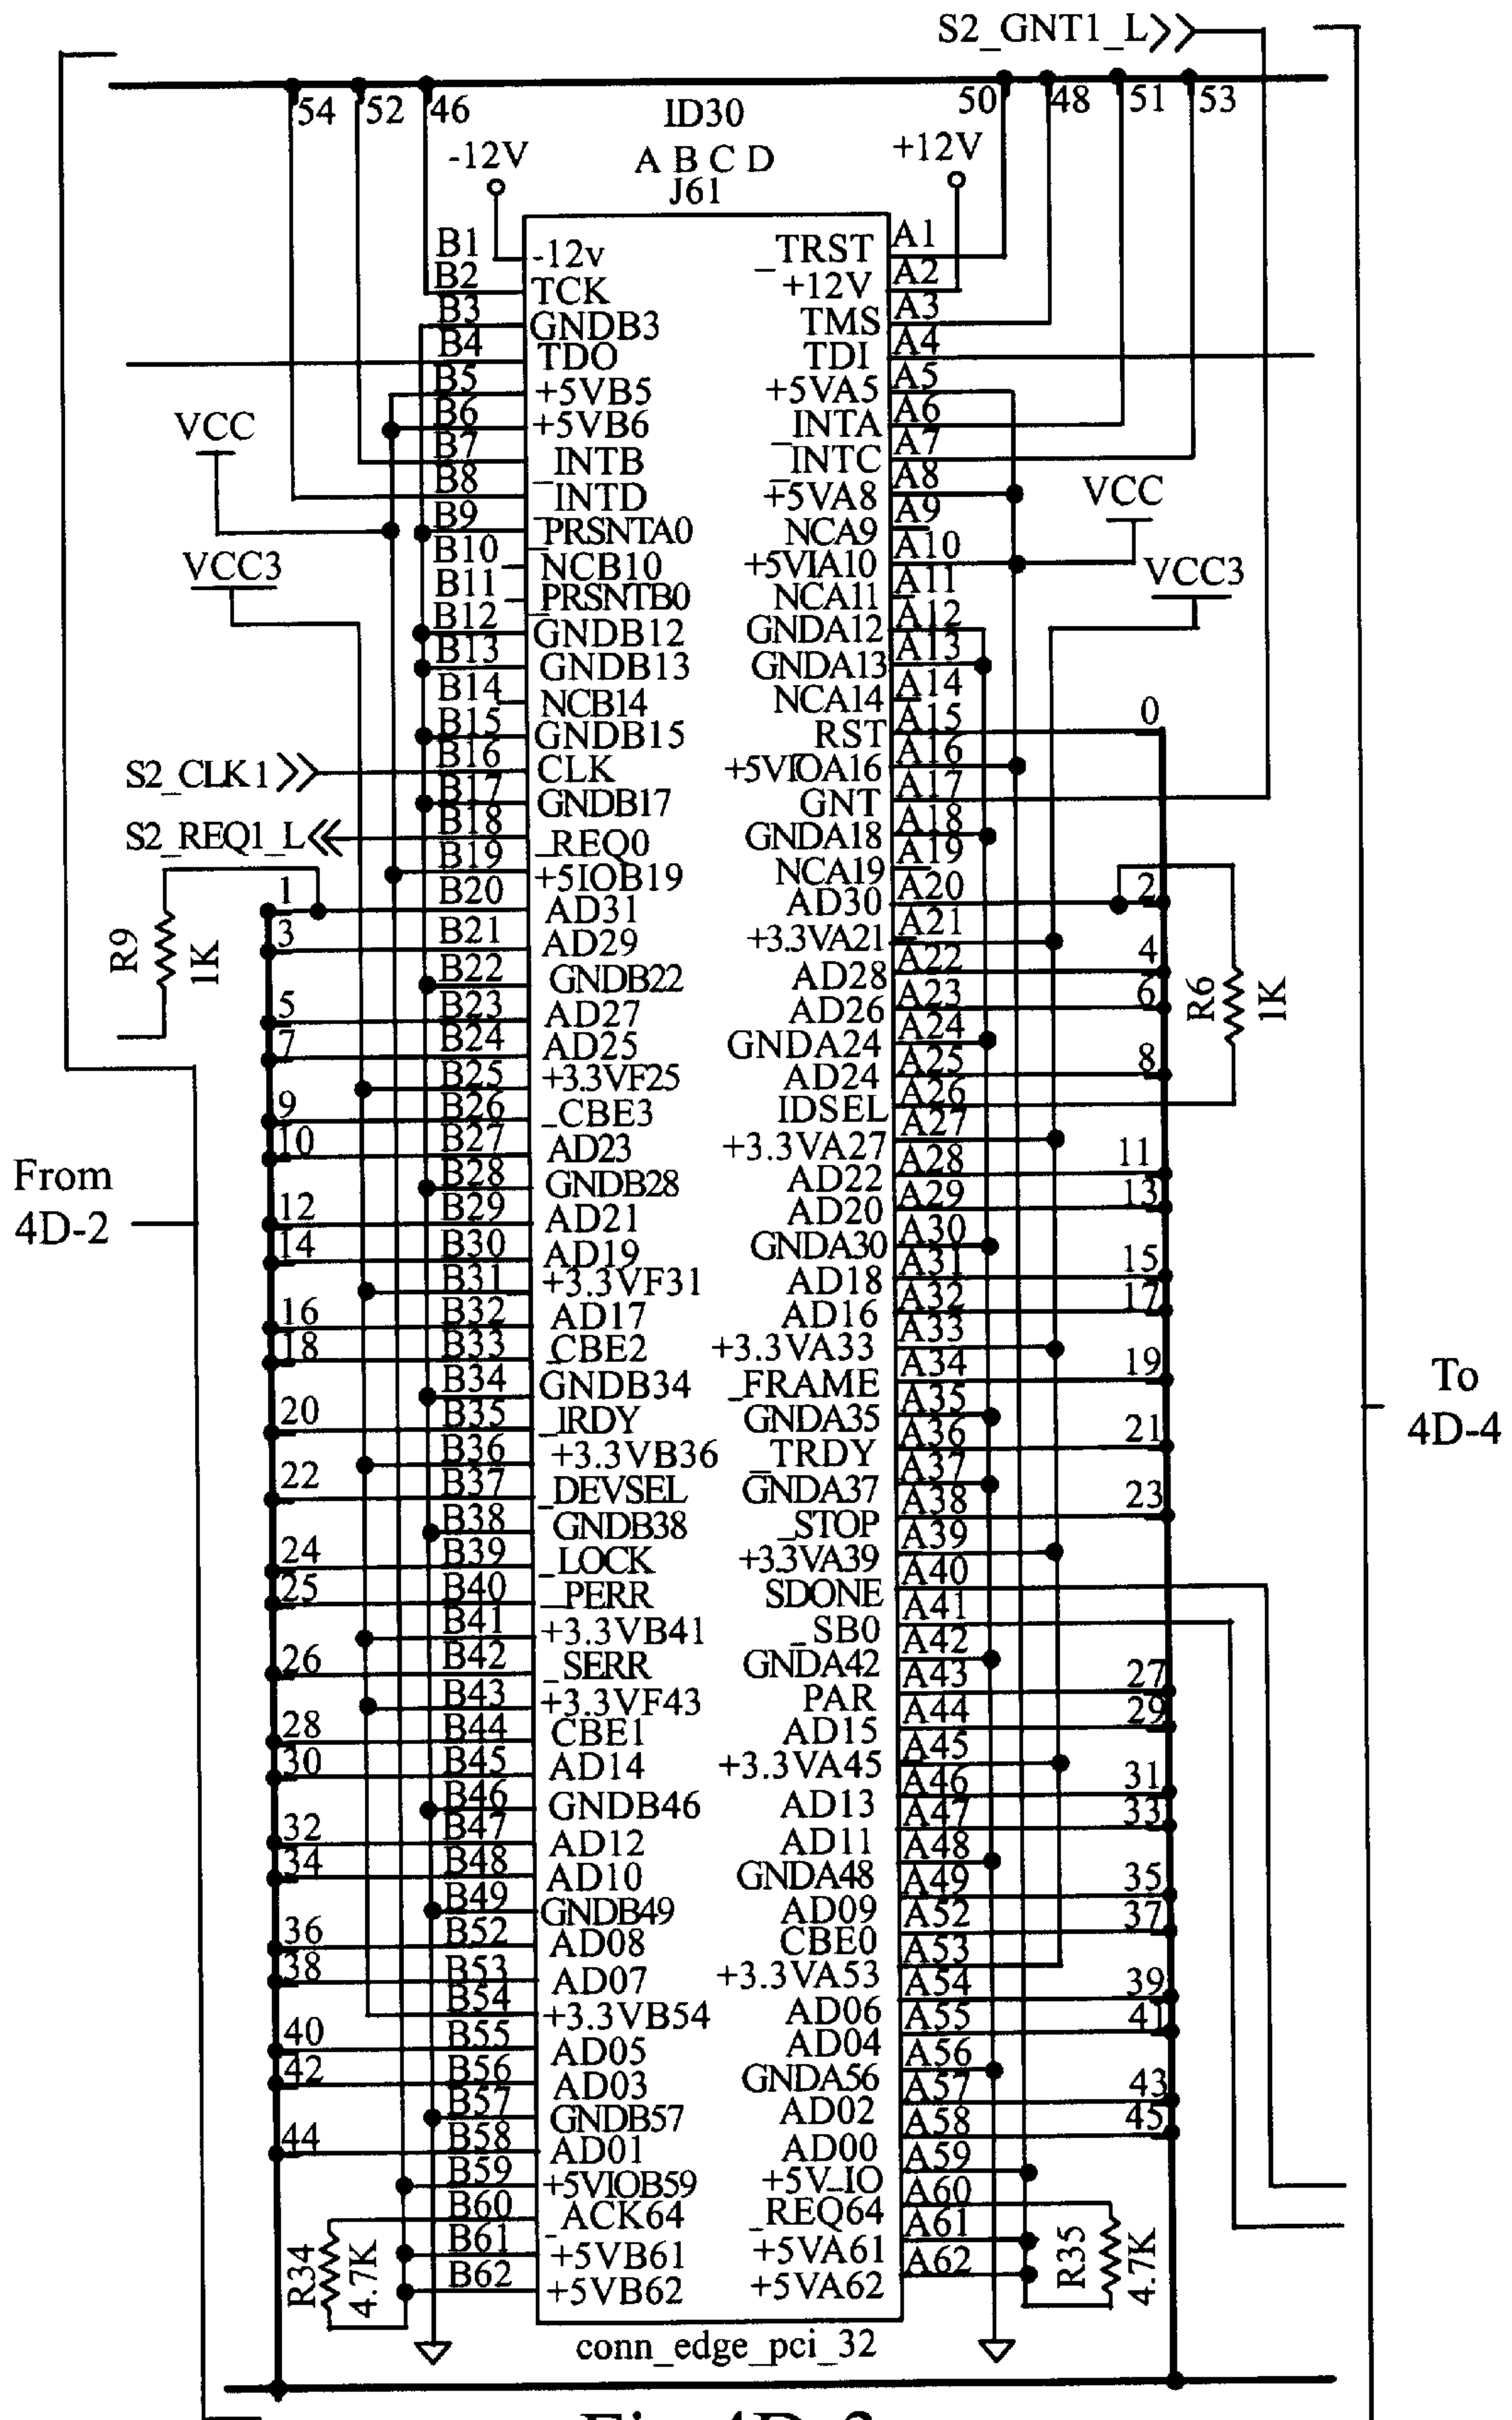 S2_GNT1_L
54 52 46
50 48 51 53
ID30
A B C D
J61
-12V
+12V
B1 -12v
B2 TCK
B3 GNDB3
B4 TDO
B5 +5VB5
B6 +5VB6
B7 _INTB
B8 _INTD
B9 _PRSNTA0
B10 NCB10
B11 _PRSNTB0
B12 GNDB12
B13 GNDB13
B14 NCB14
B15 GNDB15
B16 CLK
B17 GNDB17
B18 _REQ0
B19 +5IOB19
1 B20 AD31
3 B21 AD29
B22 GNDB22
5 B23 AD27
7 B24 AD25
B25 +3.3VF25
9 B26 _CBE3
10 B27 AD23
B28 GNDB28
12 B29 AD21
14 B30 AD19
B31 +3.3VF31
16 B32 AD17
18 B33 _CBE2
B34 GNDB34
20 B35 _IRDY
B36 +3.3VB36
22 B37 _DEVSEL
B38 GNDB38
24 B39 _LOCK
25 B40 _PERR
B41 +3.3VB41
26 B42 _SERR
B43 +3.3VF43
28 B44 CBE1
30 B45 AD14
B46 GNDB46
32 B47 AD12
34 B48 AD10
B49 GNDB49
36 B52 AD08
38 B53 AD07
B54 +3.3VB54
40 B55 AD05
42 B56 AD03
B57 GNDB57
44 B58 AD01
B59 +5VIOB59
B60 _ACK64
B61 +5VB61
B62 +5VB62
_TRST A1
+12V A2
TMS A3
TDI A4
+5VA5 A5
_INTA A6
_INTC A7
+5VA8 A8
NCA9 A9
+5VIA10 A10
NCA11 A11
GNDA12 A12
GNDA13 A13
NCA14 A14
RST A15 0
+5VIOA16 A16
GNT A17
GNDA18 A18
NCA19 A19
AD30 A20 2
+3.3VA21 A21
AD28 A22 4
AD26 A23 6
GNDA24 A24
AD24 A25 8
IDSEL A26
+3.3VA27 A27
AD22 A28 11
AD20 A29 13
GNDA30 A30
AD18 A31 15
AD16 A32 17
+3.3VA33 A33
_FRAME A34 19
GNDA35 A35
_TRDY A36 21
GNDA37 A37
_STOP A38 23
+3.3VA39 A39
SDONE A40
_SB0 A41
GNDA42 A42
PAR A43 27
AD15 A44 29
+3.3VA45 A45
AD13 A46 31
AD11 A47 33
GNDA48 A48
AD09 A49 35
CBE0 A52 37
+3.3VA53 A53
AD06 A54 39
AD04 A55 41
GNDA56 A56
AD02 A57 43
AD00 A58 45
+5V_IO A59
_REQ64 A60
+5VA61 A61
+5VA62 A62
VCC
VCC3
S2_CLK1
S2_REQ1_L
R9
1K
From
4D-2
R34
4.7K
VCC
VCC3
R6
1K
To
4D-4
R35
4.7K
conn_edge_pci_32